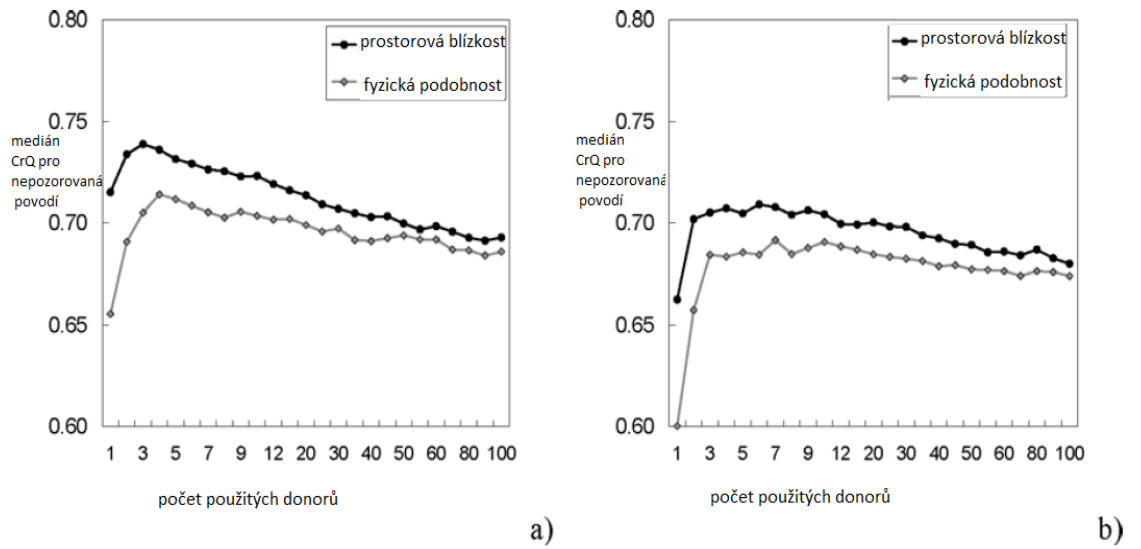 0.80
prostorová blízkost
fyzická podobnost
0.75
medián
CrQ pro
nepozorovaná
povodí
0.70
0.65
0.60
1 3 5 7 9 12 20 30 40 50 60 80 100
počet použitých donorů
a)
0.80
prostorová blízkost
fyzická podobnost
0.75
medián
CrQ pro
nepozorovaná
povodí
0.70
0.65
0.60
1 3 5 7 9 12 20 30 40 50 60 80 100
počet použitých donorů
b)